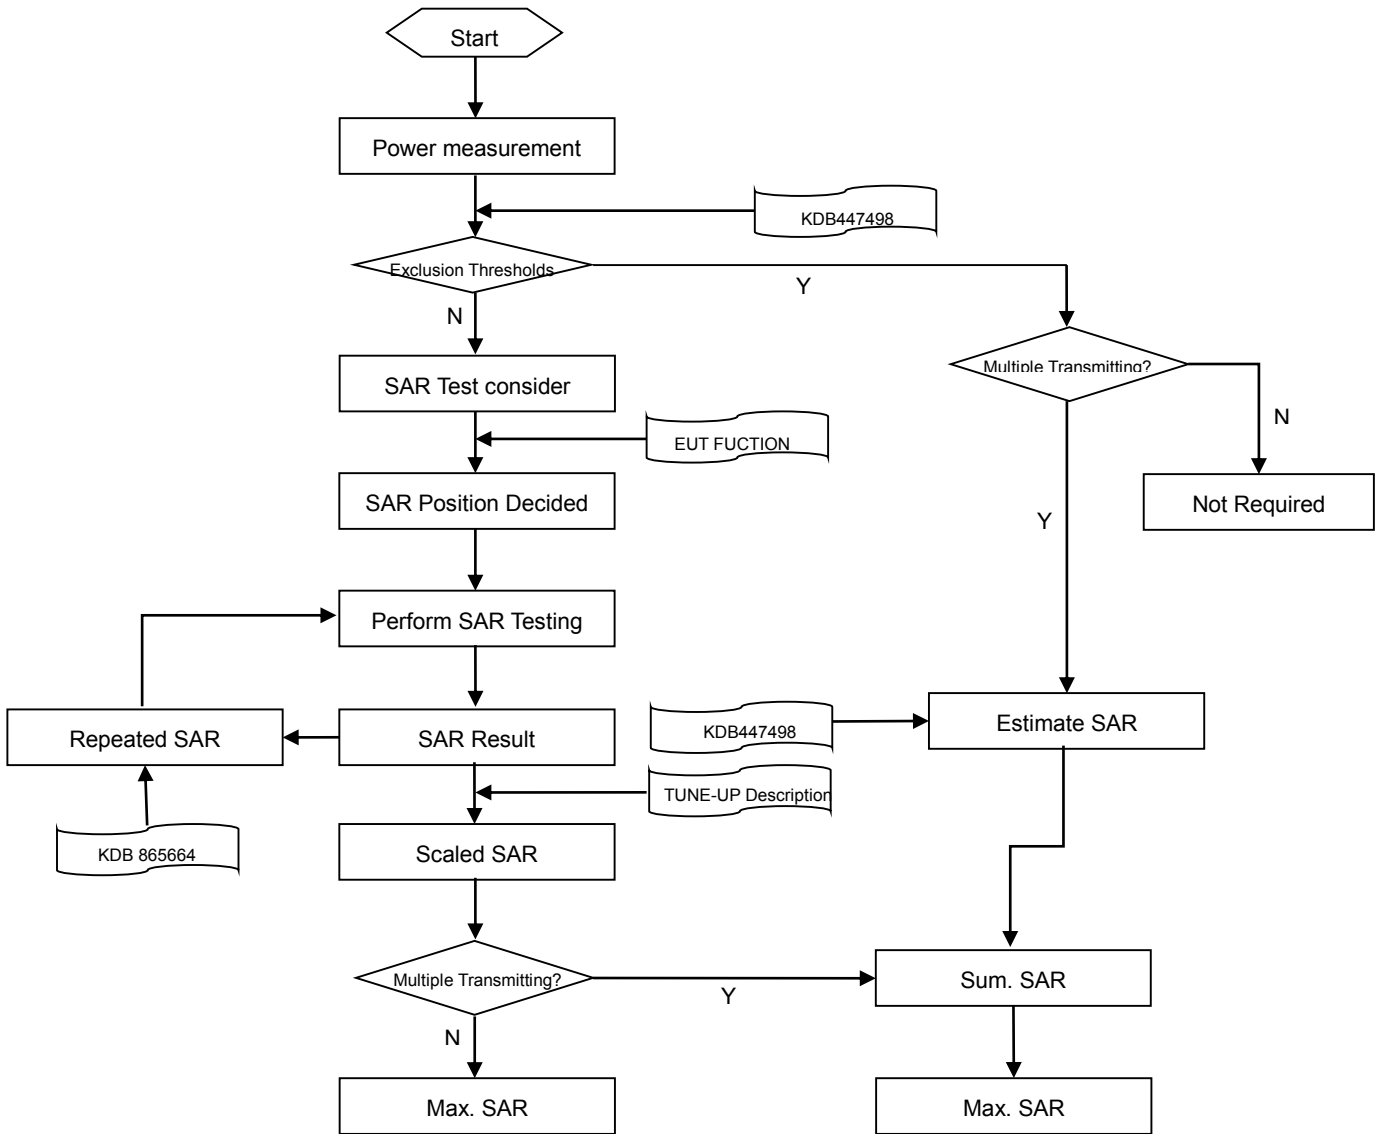 Start
Power measurement
KDB447498
Exclusion Thresholds
Y
N
Multiple Transmitting?
SAR Test consider
N
EUT FUCTION
SAR Position Decided
Not Required
Y
Perform SAR Testing
Repeated SAR
SAR Result
KDB447498
Estimate SAR
TUNE-UP Description
KDB 865664
Scaled SAR
Multiple Transmitting?
Y
Sum. SAR
N
Max. SAR
Max. SAR